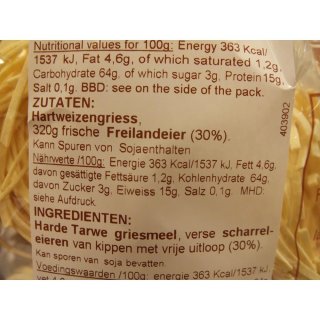 Nutritional values for 100g: Energy 363 Kcal/
1537 kJ, Fat 4,6g, of which saturated 1,2g,
Carbohydrate 64g, of which sugar 3g, Protein 15g,
Salt 0,1g. BBD: see on the side of the pack.
ZUTATEN:
Hartweizengriess,
320g frische Freilandeier (30%).
Kann Spuren von Sojaenthalten
Nährwerte /100g: Energie 363 Kcal/1537 kJ, Fett 4,6g,
davon gesättigte Fettsäure 1,2g, Kohlenhydrate 64g,
davon Zucker 3g, Eiweiss 15g, Salz 0,1g. MHD:
siehe Aufdruck.
INGREDIENTEN:
Harde Tarwe griesmeel, verse scharrel-
eieren van kippen met vrije uitloop (30%).
Kan sporen van soja bevatten.
Voedingswaarden /100g: energie 363 Kcal/1537 kJ,
403902